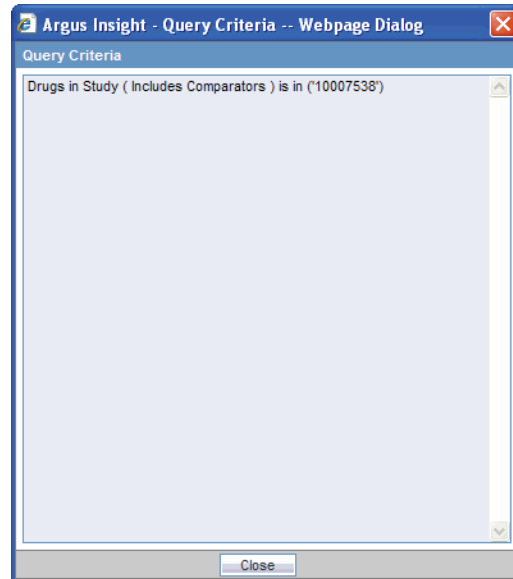 Argus Insight - Query Criteria -- Webpage Dialog
Query Criteria
Drugs in Study ( Includes Comparators ) is in ('10007538')
Close